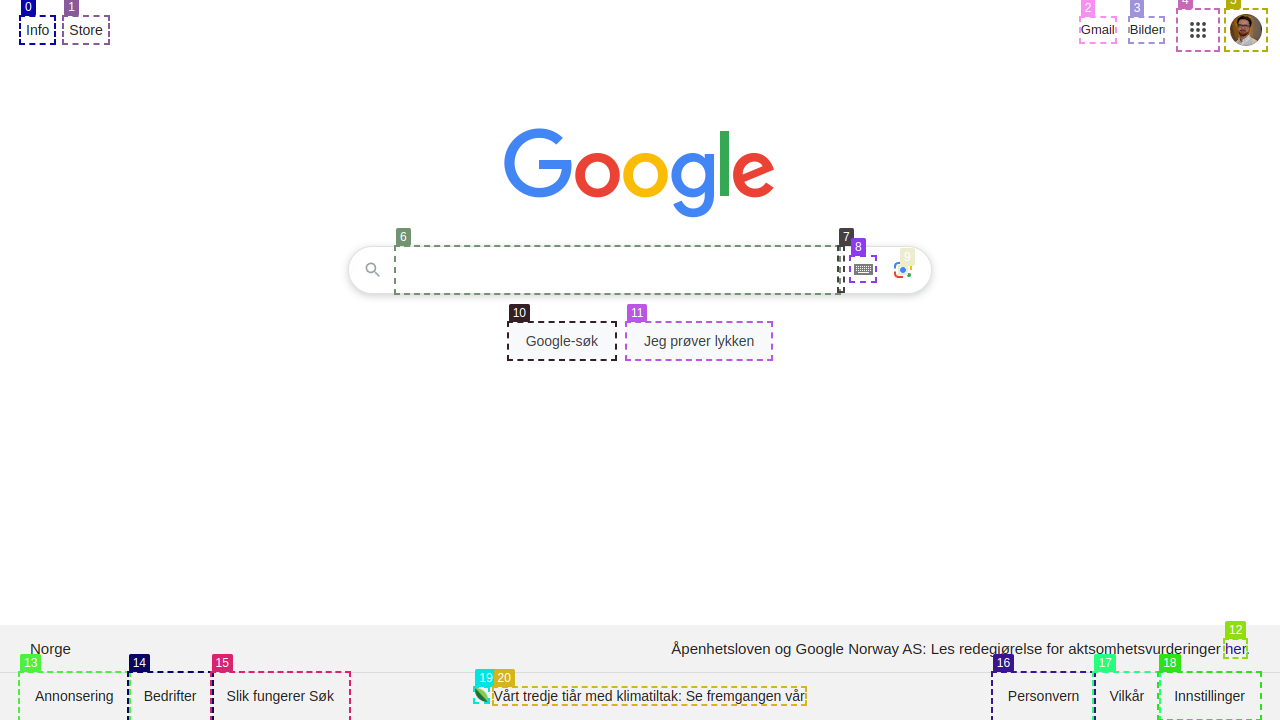 0 1 2 3 4 5
Info Store Gmail Bilder
Google
6 7 8 9
10 11
Google-søk Jeg prøver lykken
12
Norge Åpenhetsloven og Google Norway AS: Les redegjørelse for aktsomhetsvurderinger her.
13 14 15 16 17 18
19 20
Annonsering Bedrifter Slik fungerer Søk Vårt tredje tiår med klimatiltak: Se fremgangen vår Personvern Vilkår Innstillinger